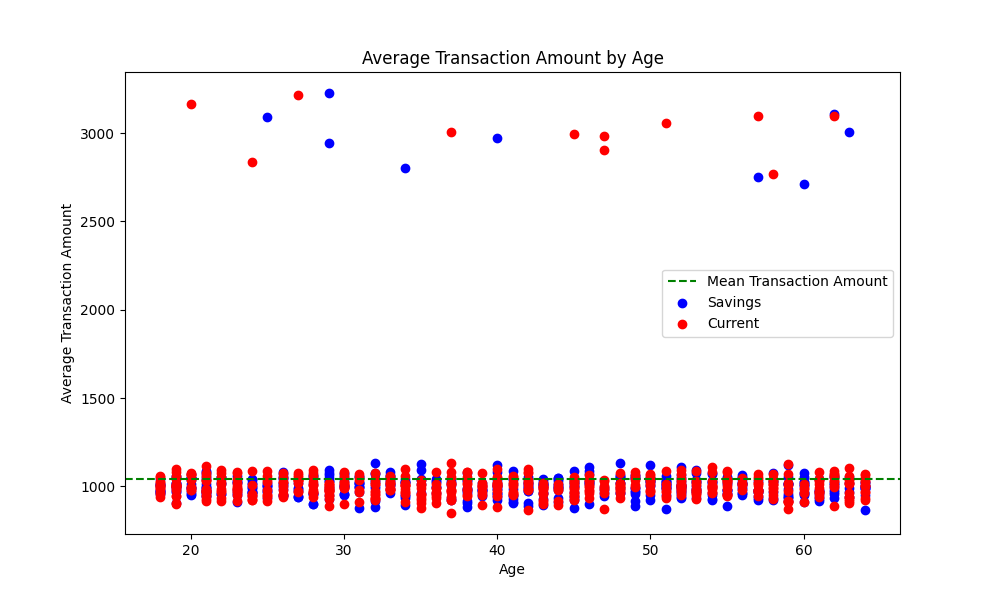 Average Transaction Amount by Age
Average Transaction Amount
3000
2500
2000
1500
1000
Mean Transaction Amount
Savings
Current
20
30
40
50
60
Age